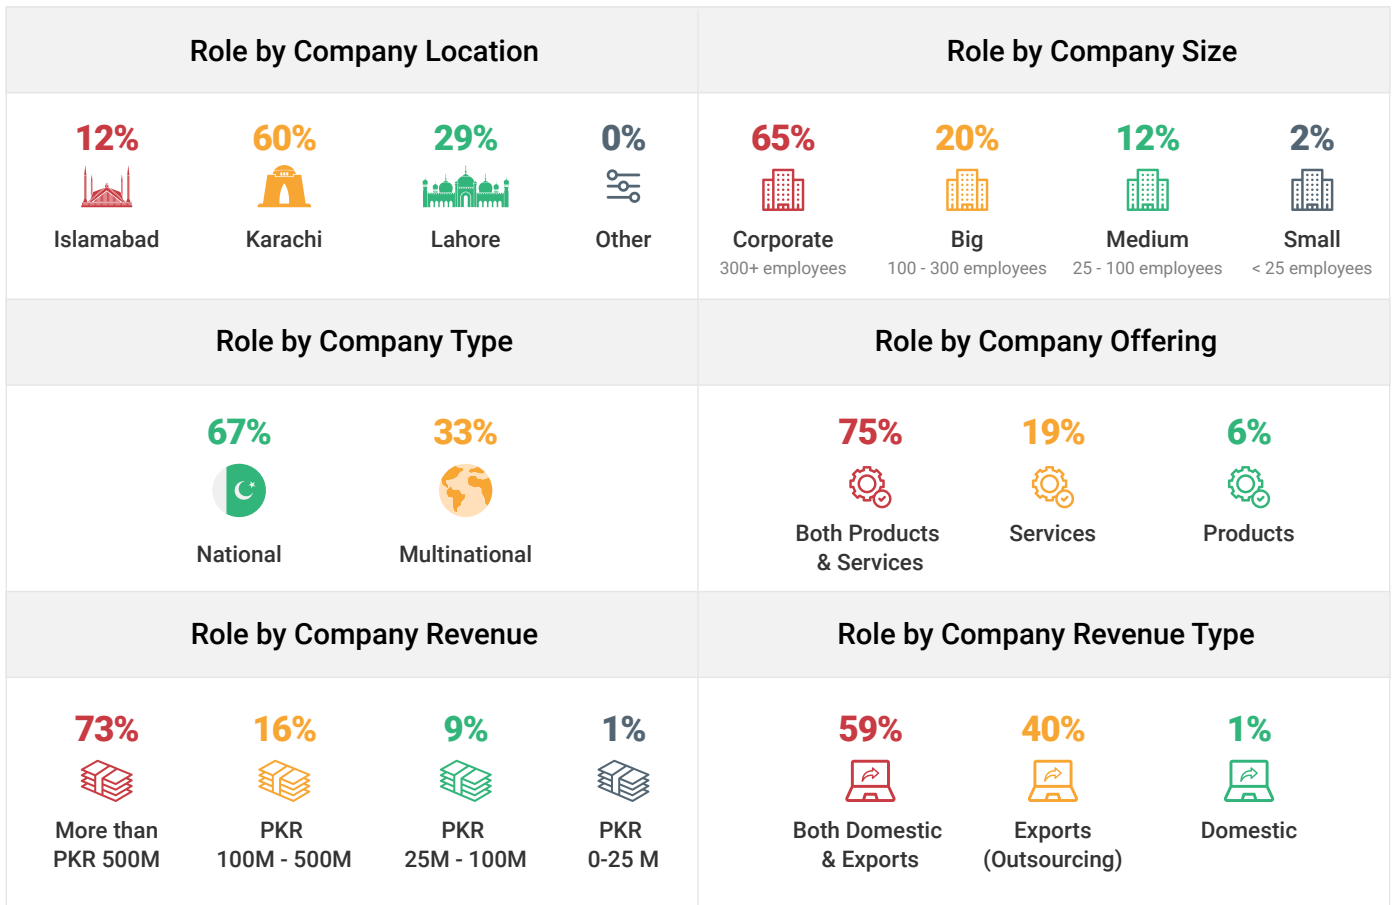 Role by Company Location
12%
60%
29%
0%
Islamabad
Karachi
Lahore
Other
Role by Company Size
65%
20%
12%
2%
Corporate
Big
Medium
Small
300+ employees
100 - 300 employees
25 - 100 employees
< 25 employees
Role by Company Type
67%
33%
National
Multinational
Role by Company Offering
75%
19%
6%
Both Products
& Services
Services
Products
Role by Company Revenue
73%
16%
9%
1%
More than
PKR 500M
PKR
100M - 500M
PKR
25M - 100M
PKR
0-25 M
Role by Company Revenue Type
59%
40%
1%
Both Domestic
& Exports
Exports
(Outsourcing)
Domestic